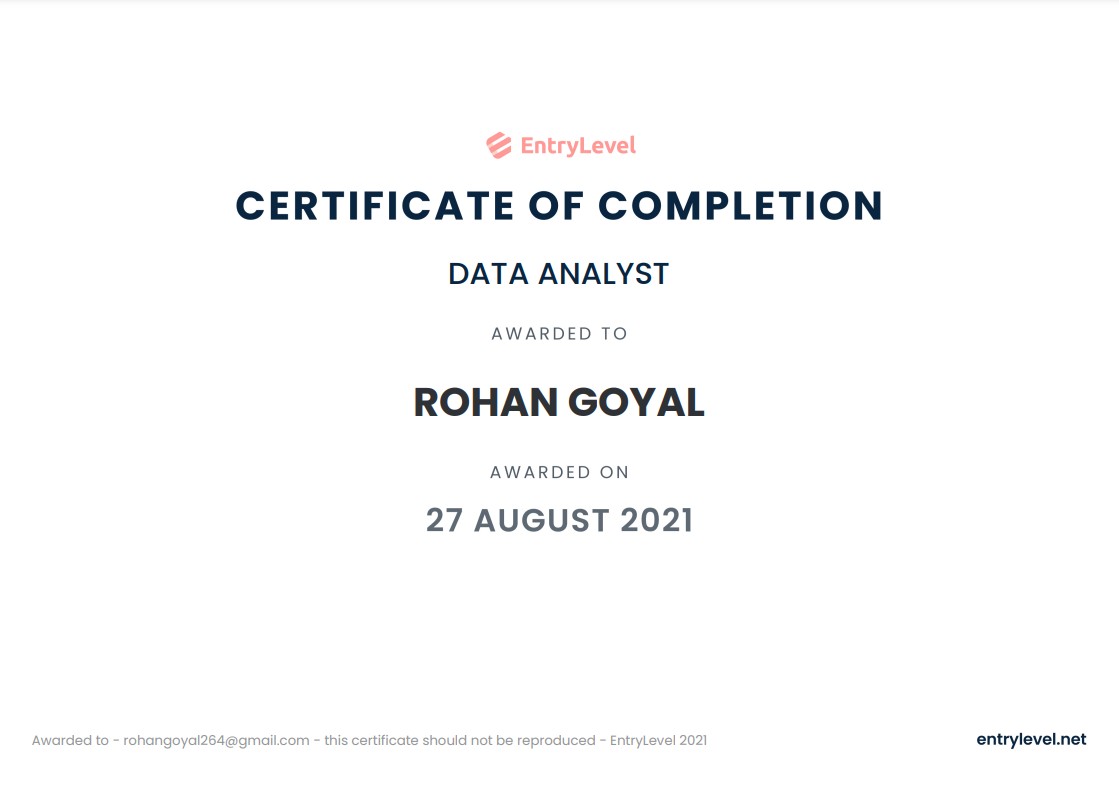 EntryLevel
CERTIFICATE OF COMPLETION
DATA ANALYST
AWARDED TO
ROHAN GOYAL
AWARDED ON
27 AUGUST 2021
Awarded to - rohangoyal264@gmail.com - this certificate should not be reproduced - EntryLevel 2021
entrylevel.net